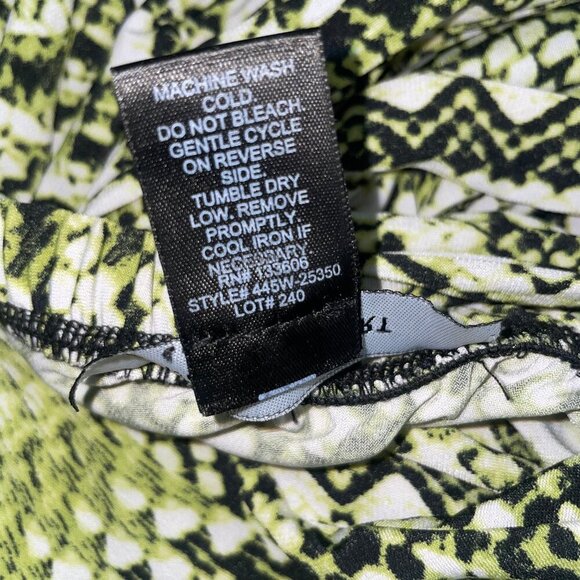 MACHINE WASH
COLD.
DO NOT BLEACH.
GENTLE CYCLE
ON REVERSE
SIDE.
TUMBLE DRY
LOW. REMOVE
PROMPTLY.
COOL IRON IF
NECESSARY.
RN# 133606
STYLE# 445W-25350
LOT# 240